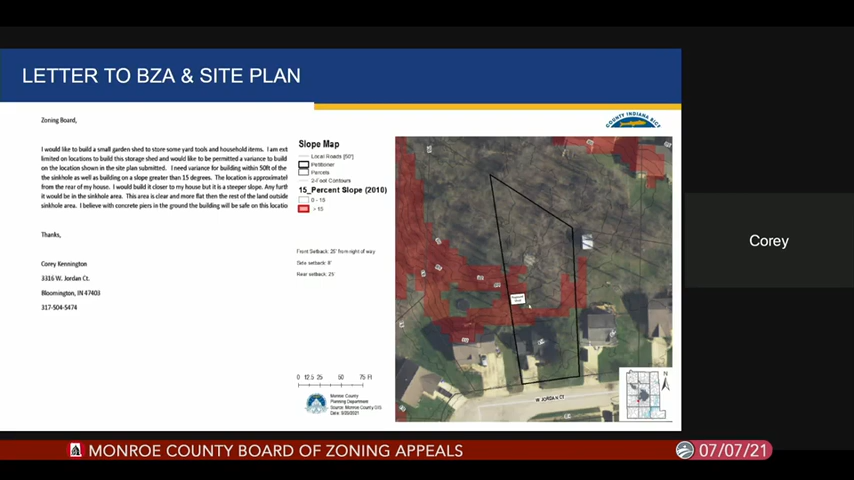 LETTER TO BZA & SITE PLAN
Zoning Board,
I would like to build a small garden shed to store some yard tools and household items. I am ext
limited on locations to build this storage shed and would like to be permitted a variance to build
on the location shown in the site plan submitted. I need variance for building within 50ft of the
the sinkhole as well as building on a slope greater than 15 degrees. The location is approximatel
from the rear of my house. I would build it closer to my house but it is a steeper slope. Any furth
it would be in the sinkhole area. This area is clear and more flat then the rest of the land outside
sinkhole area. I believe with concrete piers in the ground the building will be safe on this locatio
Thanks,
Corey Kennington
3316 W. Jordan Ct.
Bloomington, IN 47403
317-504-5474
Slope Map
Local Roads [50']
Petitioner
Parcels
2-Foot Contours
15_Percent Slope (2010)
0 - 15
> 15
Front Setback: 25' from right of way
Side setback: 8'
Rear setback: 25'
0 12.5 25 50 75 Ft
Monroe County
Planning Department
Source: Monroe County GIS
W JORDAN CT
N
Corey
MONROE COUNTY BOARD OF ZONING APPEALS
07/07/21